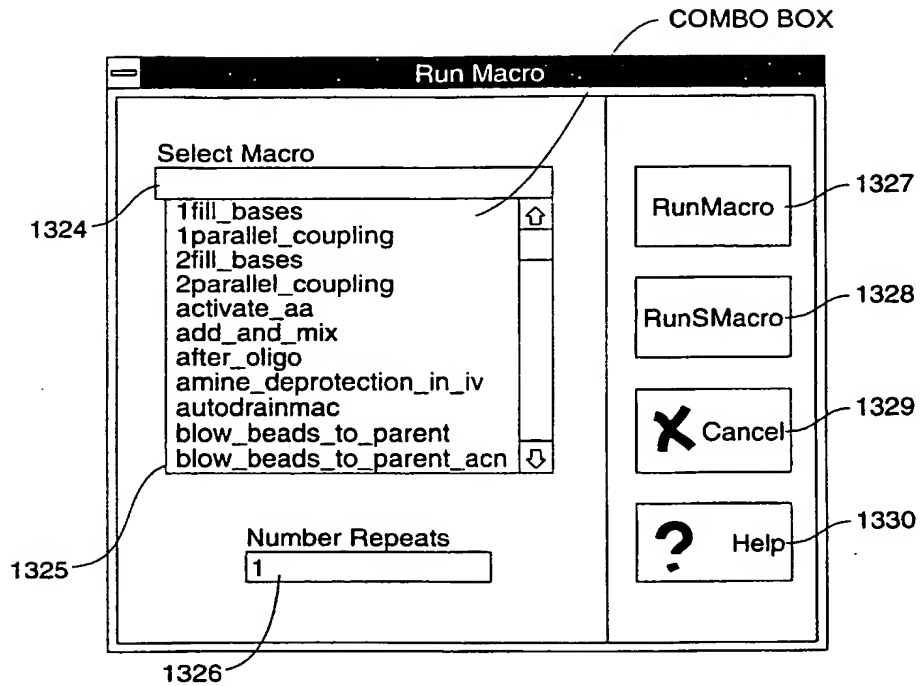 COMBO BOX
Run Macro
Select Macro
1324
1fill_bases
1parallel_coupling
2fill_bases
2parallel_coupling
activate_aa
add_and_mix
after_oligo
amine_deprotection_in_iv
autodrainmac
blow_beads_to_parent
blow_beads_to_parent_acn
1325
Number Repeats
1
1326
RunMacro
1327
RunSMacro
1328
Cancel
1329
? Help
1330